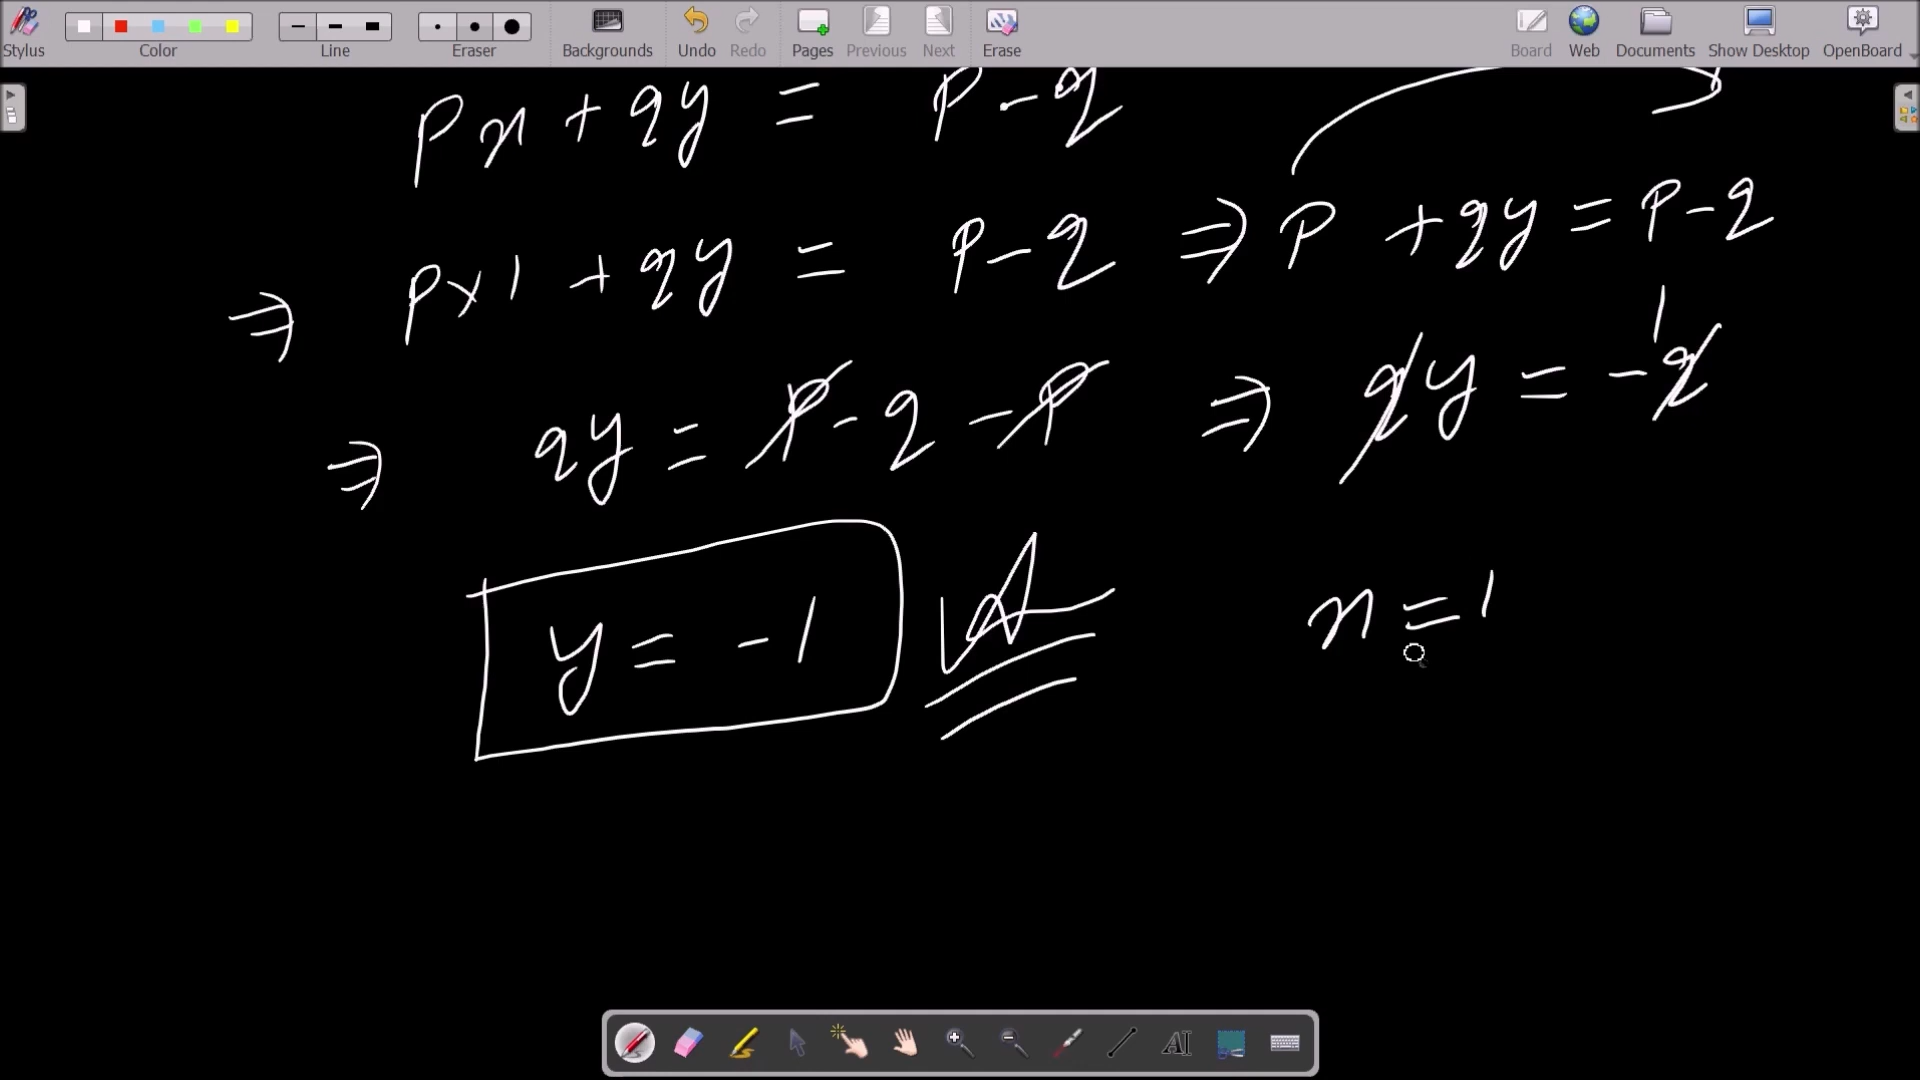 Stylus Color Line Eraser Backgrounds Undo Redo Pages Previous Next Erase Board Web Documents Show Desktop OpenBoard
px + qy = p - q
⇒ p × 1 + qy = p - q ⇒ p + qy = p - q
⇒ qy = p - q - p ⇒ qy = - q 1
y = -1 x = 1